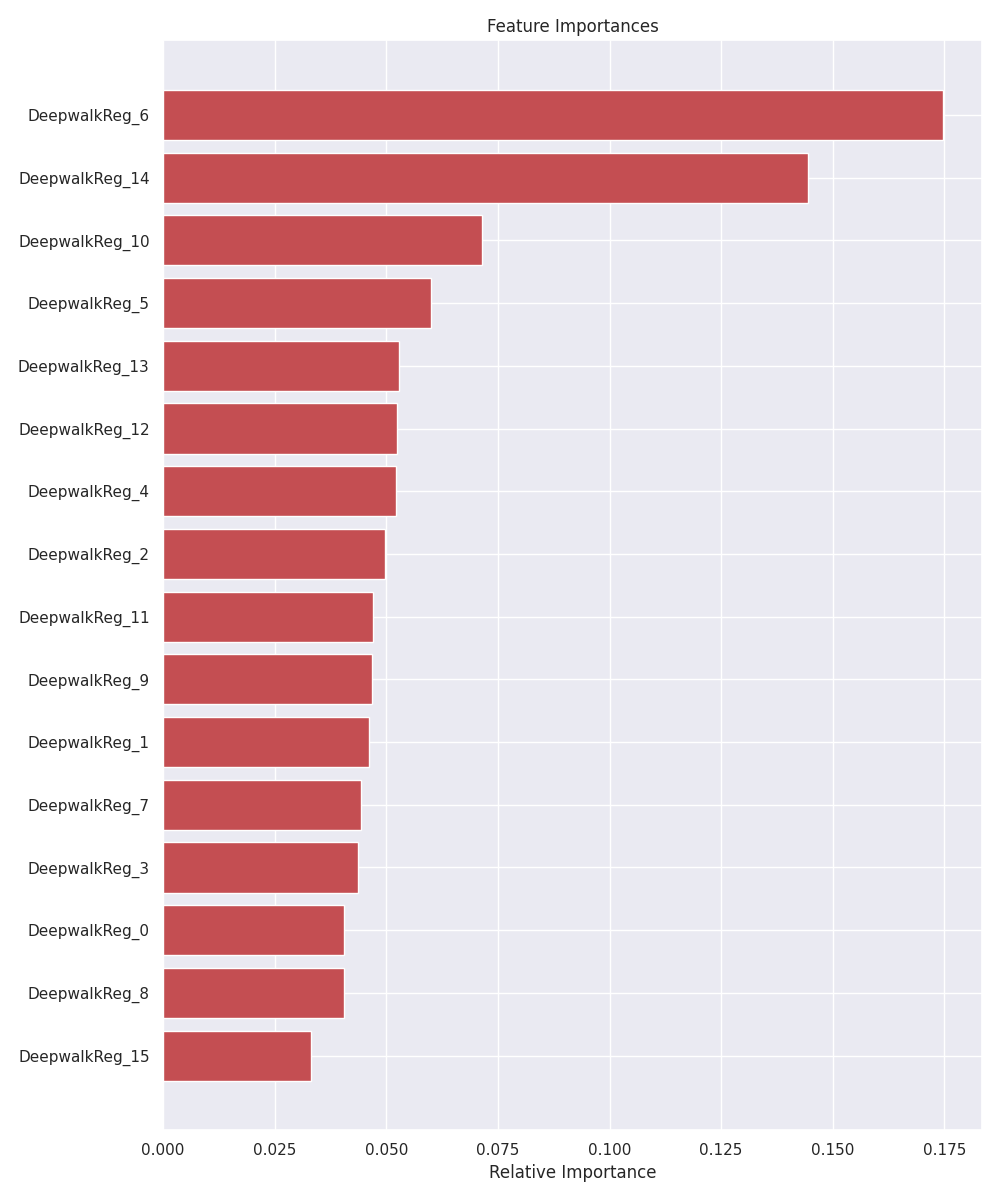 Feature Importances
DeepwalkReg_6
DeepwalkReg_14
DeepwalkReg_10
DeepwalkReg_5
DeepwalkReg_13
DeepwalkReg_12
DeepwalkReg_4
DeepwalkReg_2
DeepwalkReg_11
DeepwalkReg_9
DeepwalkReg_1
DeepwalkReg_7
DeepwalkReg_3
DeepwalkReg_0
DeepwalkReg_8
DeepwalkReg_15
0.000 0.025 0.050 0.075 0.100 0.125 0.150 0.175
Relative Importance